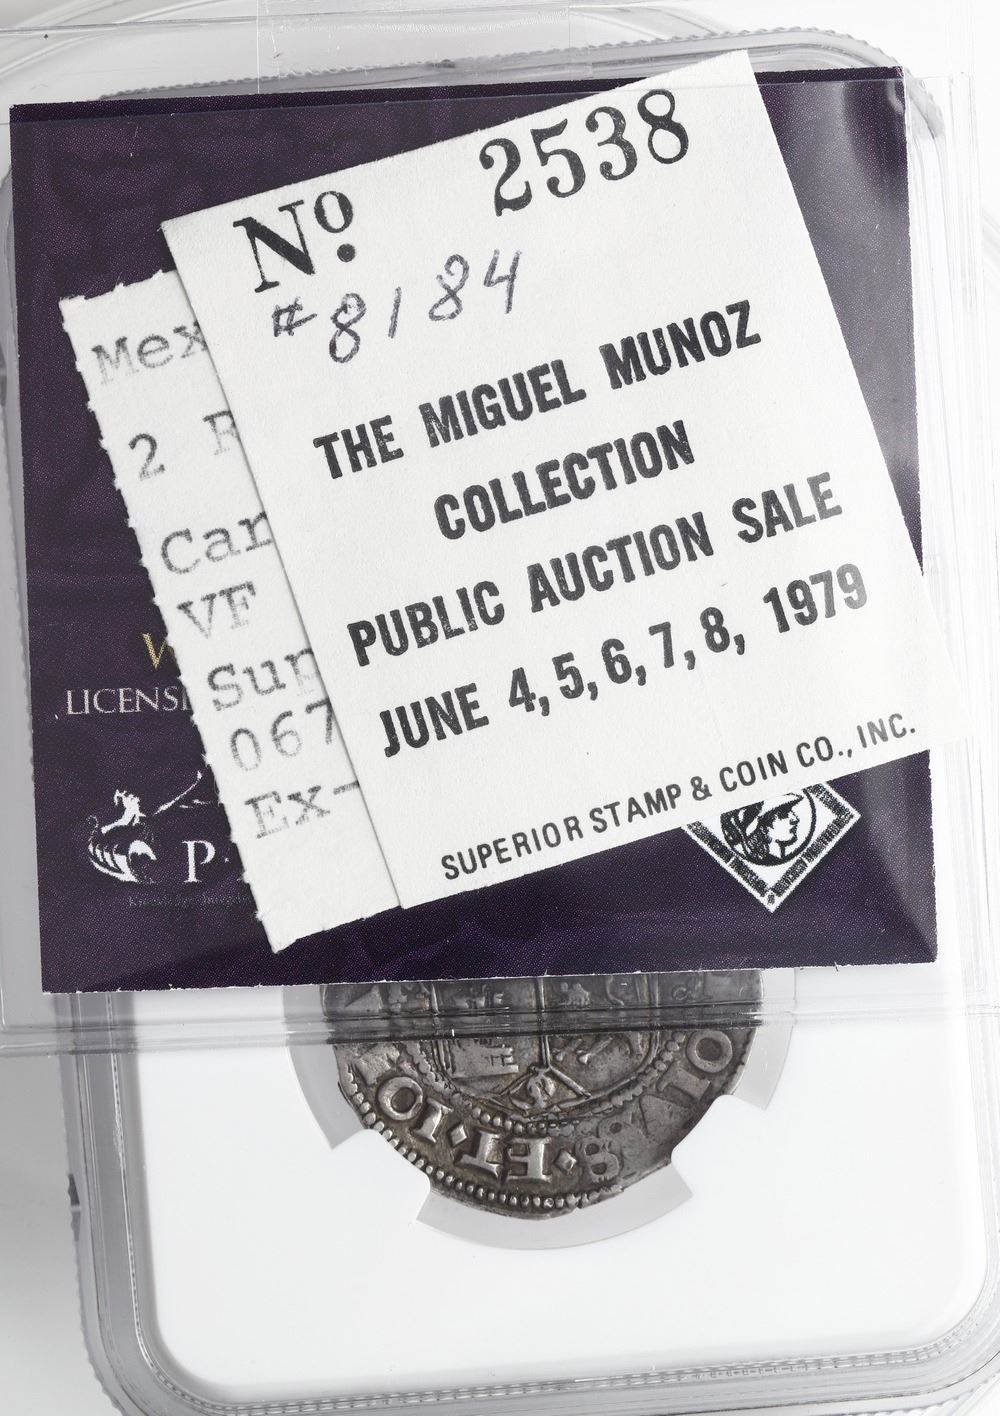 No. 2538
#8184
THE MIGUEL MUNOZ
COLLECTION
PUBLIC AUCTION SALE
JUNE 4, 5, 6, 7, 8, 1979
SUPERIOR STAMP & COIN CO., INC.
Mex
2 R
Car
VF
Sup
067
Ex-
LICENS
P